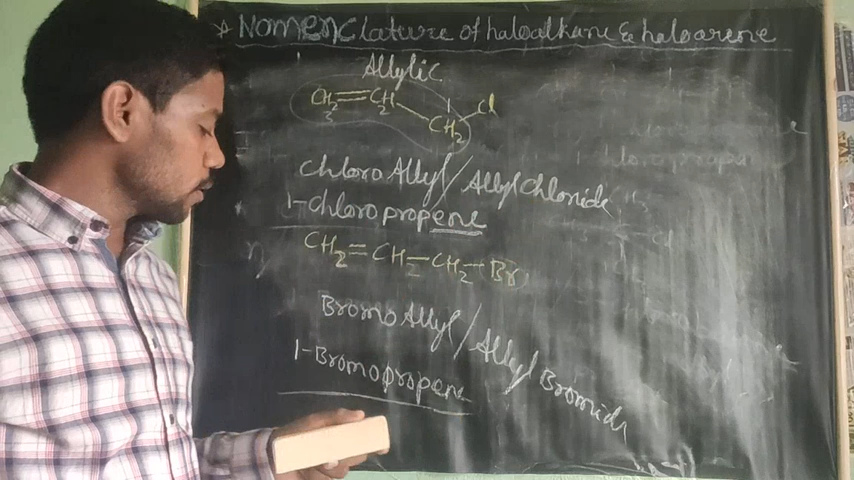 * Nomenclature of haloalkane & haloarene
Allylic
CH2=CH-CH2 Cl
1
2
3
Chloro Allyl/Allyl Chloride
1-Chloropropene
CH2=CH-CH2-Br
Bromo Allyl/Allyl Bromide
1-Bromopropene